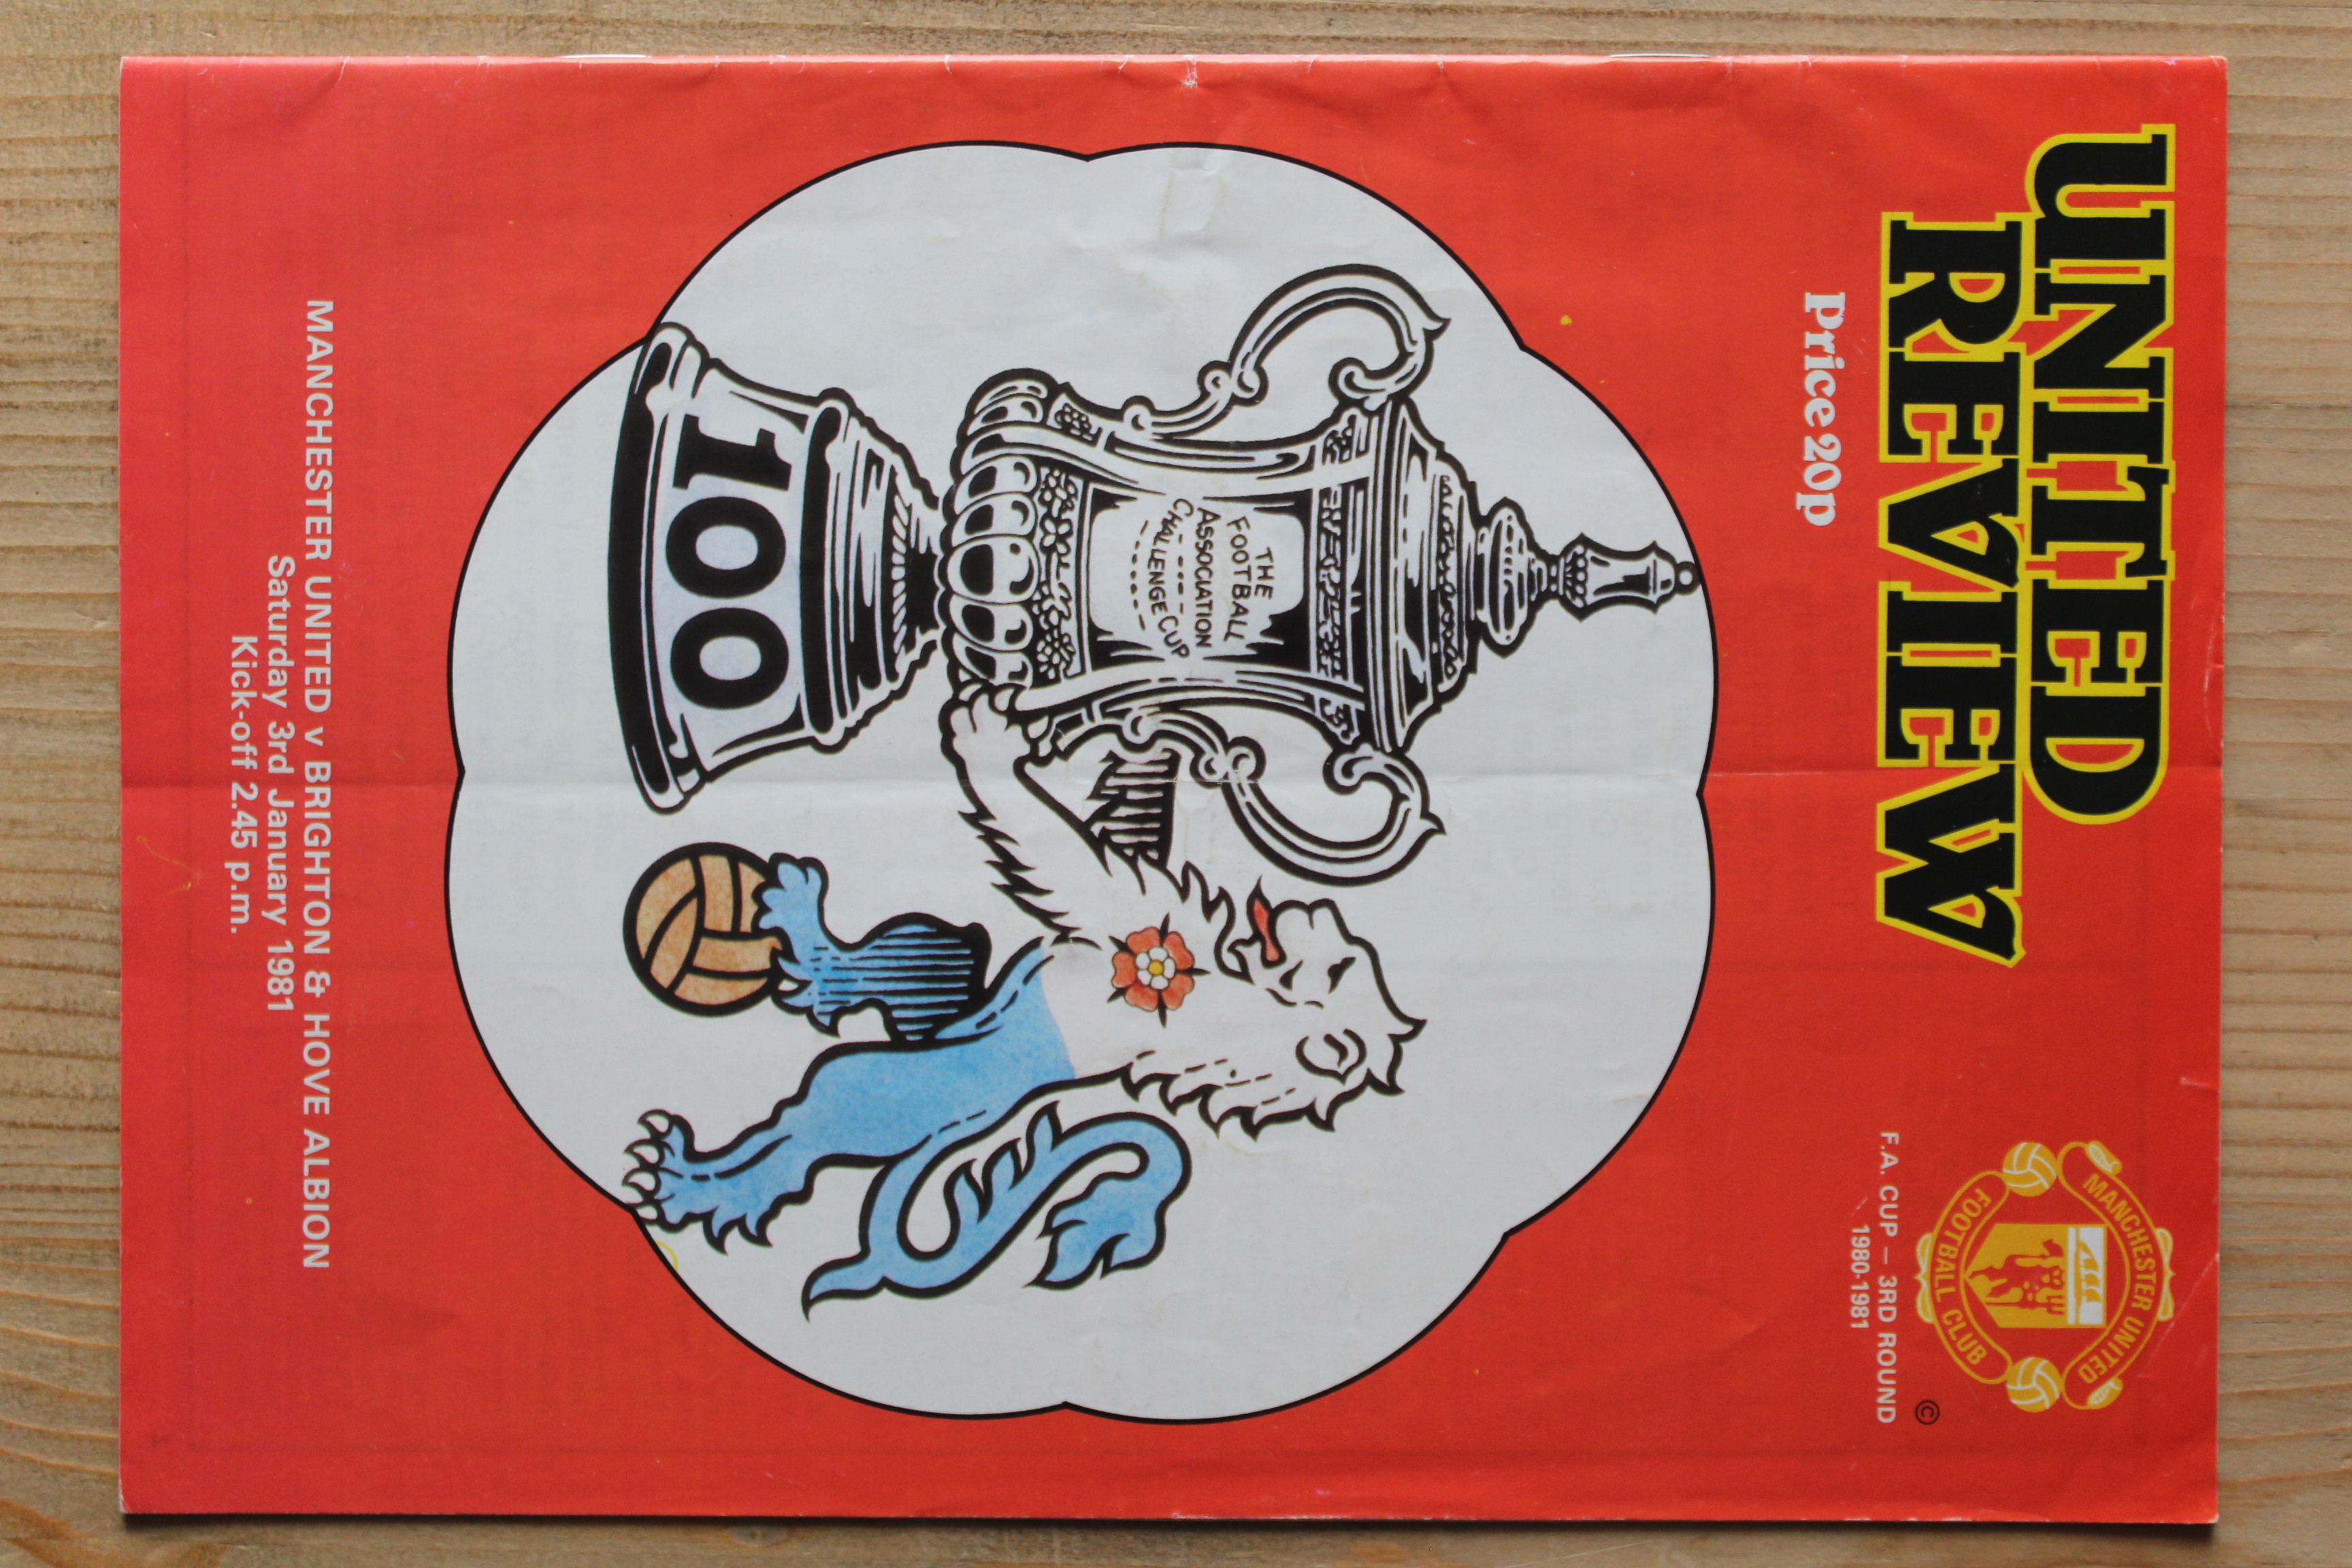 UNITED
REVIEW
Price 20p
MANCHESTER UNITED
FOOTBALL CLUB
©
F.A. CUP — 3RD ROUND
1980-1981
THE
FOOTBALL
ASSOCIATION
CHALLENGE CUP
100
MANCHESTER UNITED v BRIGHTON & HOVE ALBION
Saturday 3rd January 1981
Kick-off 2.45 p.m.